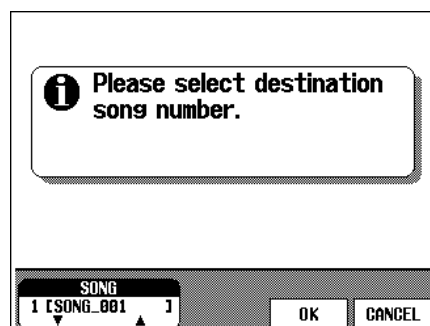 Please select destination
song number.
SONG
1 [SONG_001 ]
OK
CANCEL